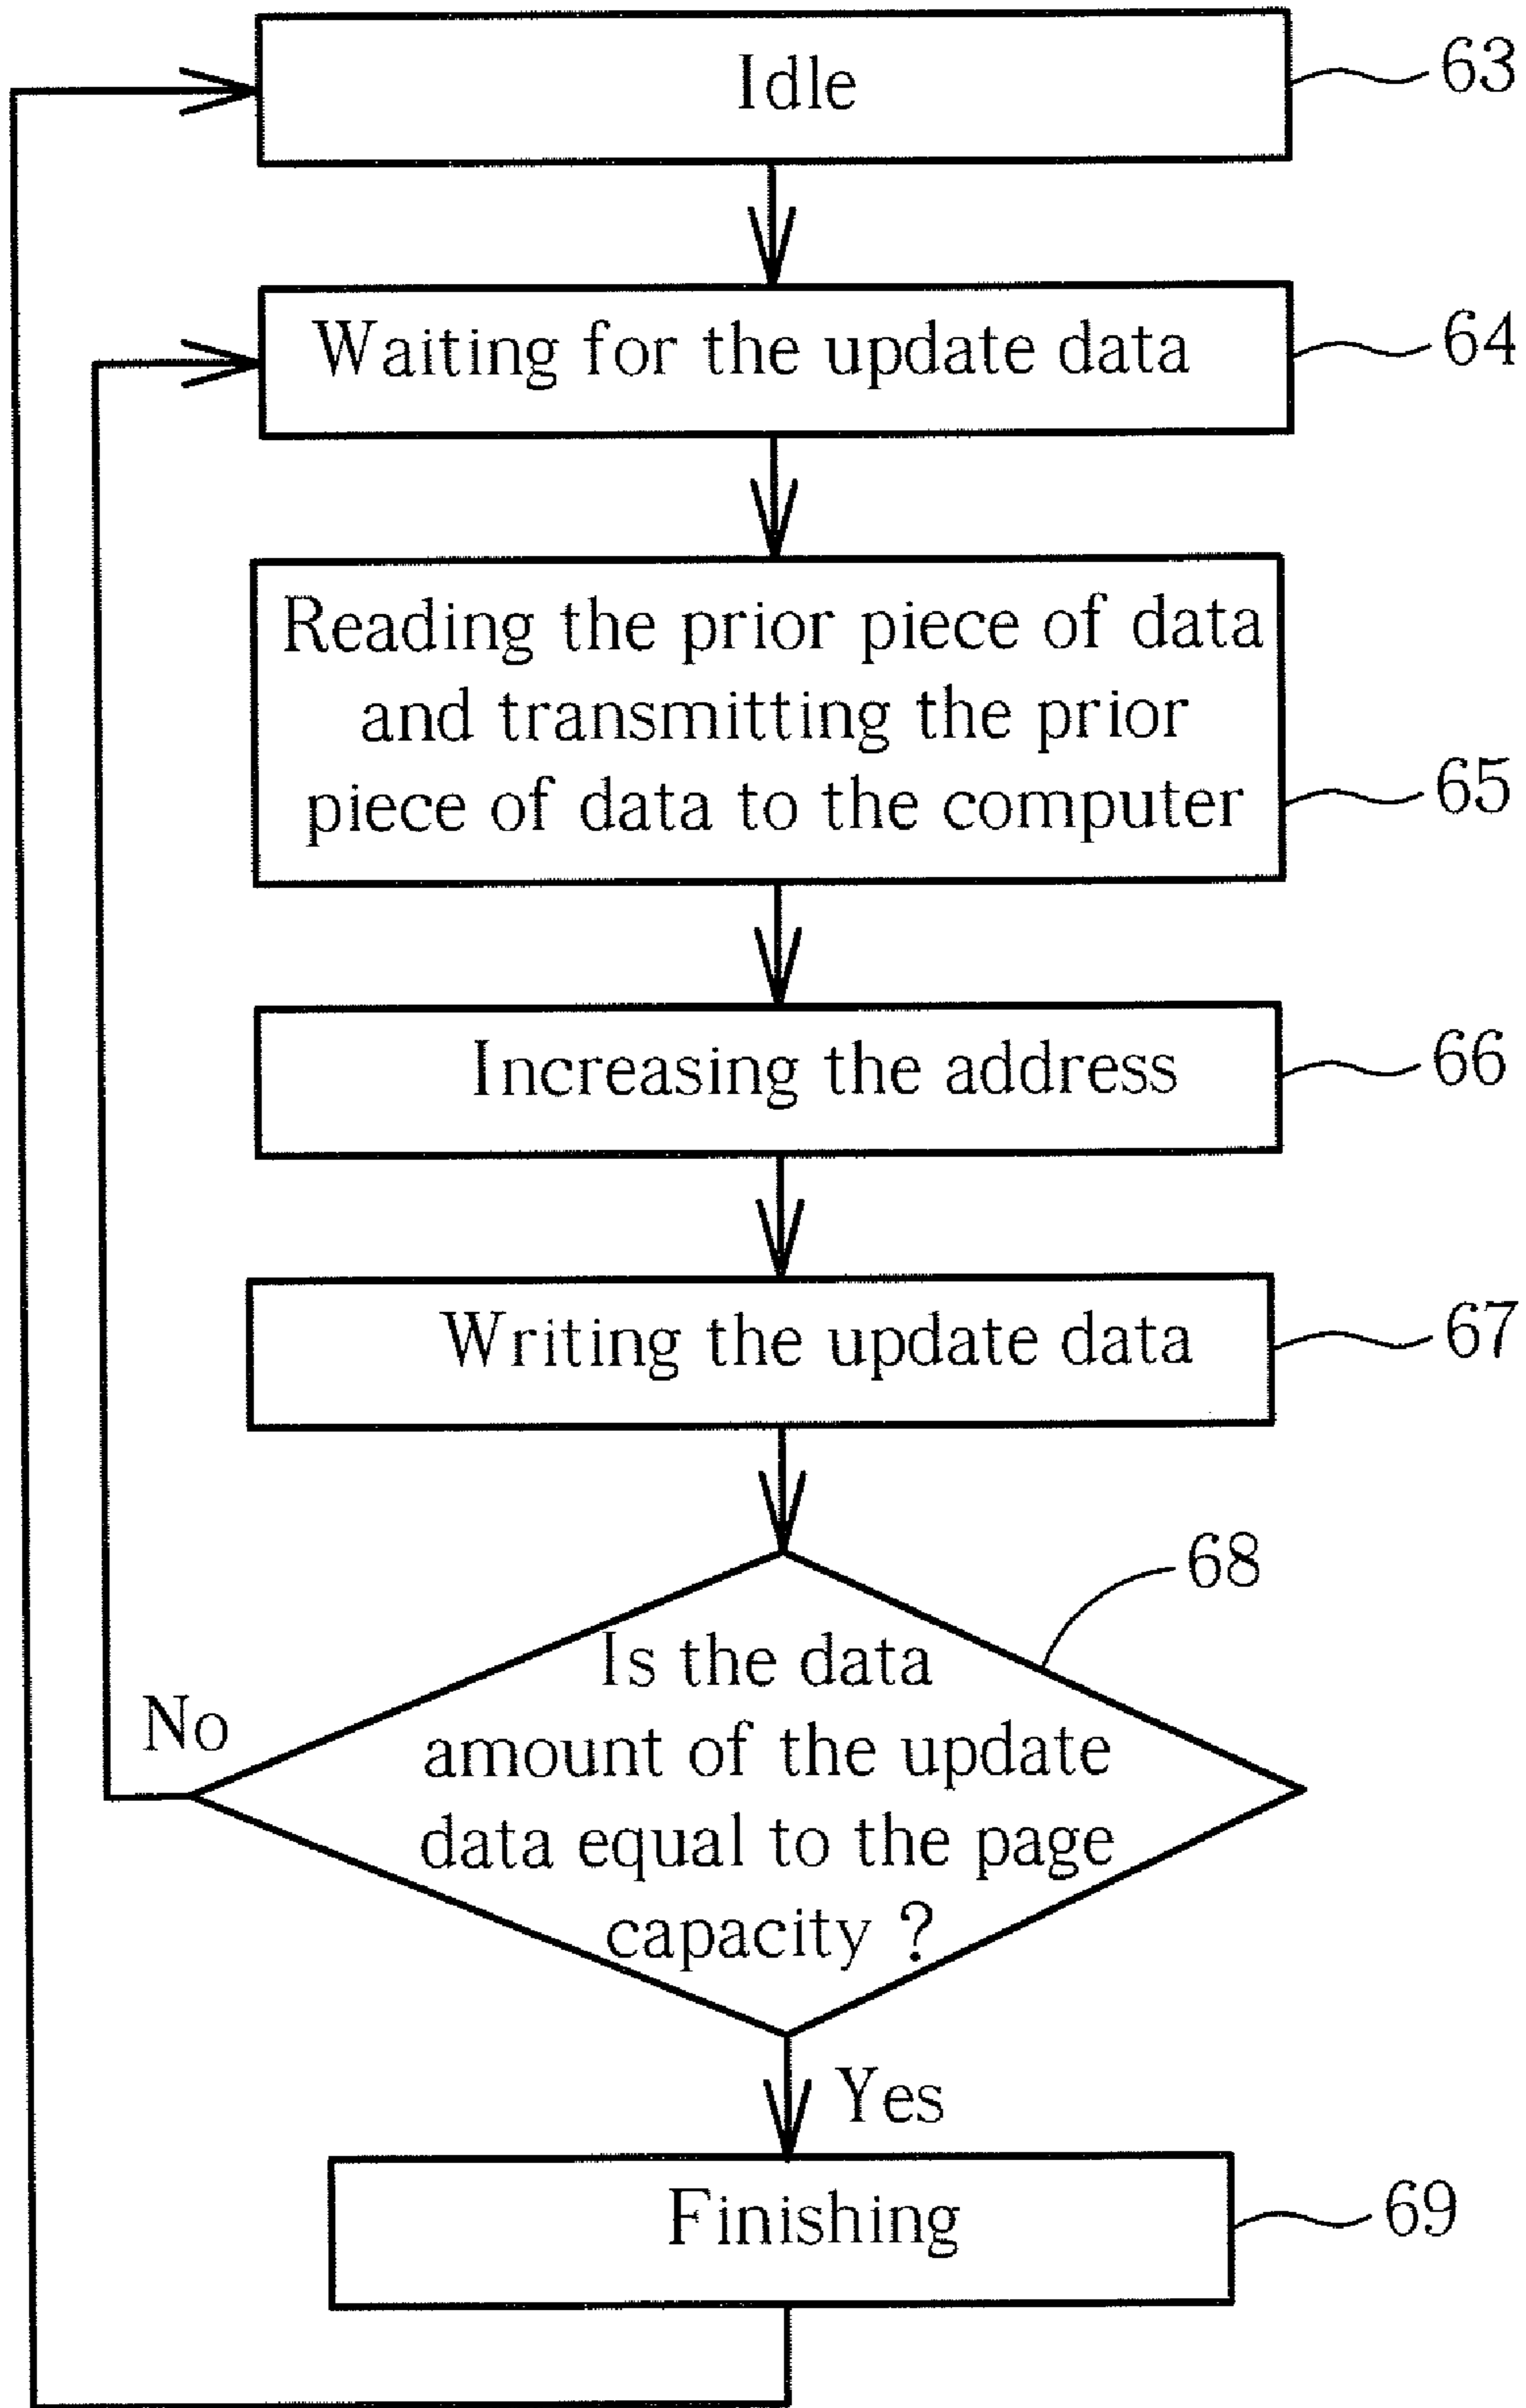 Idle
63
Waiting for the update data
64
Reading the prior piece of data
and transmitting the prior
piece of data to the computer
65
Increasing the address
66
Writing the update data
67
68
Is the data
amount of the update
data equal to the page
capacity ?
No
Yes
Finishing
69